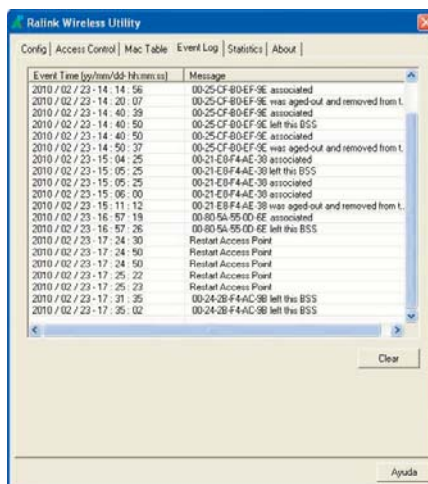 Ralink Wireless Utility
Config | Access Control | Mac Table | Event Log | Statistics | About |
Event Time (yy/mm/dd- hh:mm:ss) Message
2010 / 02 / 23 - 14 : 14 : 56 00-25-CF-B0-EF-9E associated
2010 / 02 / 23 - 14 : 20 : 07 00-25-CF-B0-EF-9E was aged-out and removed from t...
2010 / 02 / 23 - 14 : 40 : 39 00-25-CF-B0-EF-9E associated
2010 / 02 / 23 - 14 : 40 : 50 00-25-CF-B0-EF-9E left this BSS
2010 / 02 / 23 - 14 : 40 : 50 00-25-CF-B0-EF-9E associated
2010 / 02 / 23 - 14 : 50 : 37 00-25-CF-B0-EF-9E was aged-out and removed from t...
2010 / 02 / 23 - 15 : 04 : 25 00-21-E8-F4-AE-38 associated
2010 / 02 / 23 - 15 : 05 : 25 00-21-E8-F4-AE-38 left this BSS
2010 / 02 / 23 - 15 : 05 : 25 00-21-E8-F4-AE-38 associated
2010 / 02 / 23 - 15 : 06 : 00 00-21-E8-F4-AE-38 associated
2010 / 02 / 23 - 15 : 11 : 12 00-21-E8-F4-AE-38 was aged-out and removed from t...
2010 / 02 / 23 - 16 : 57 : 19 00-80-5A-55-0D-6E associated
2010 / 02 / 23 - 16 : 57 : 26 00-80-5A-55-0D-6E left this BSS
2010 / 02 / 23 - 17 : 24 : 30 Restart Access Point
2010 / 02 / 23 - 17 : 24 : 50 Restart Access Point
2010 / 02 / 23 - 17 : 24 : 50 Restart Access Point
2010 / 02 / 23 - 17 : 25 : 22 Restart Access Point
2010 / 02 / 23 - 17 : 25 : 23 Restart Access Point
2010 / 02 / 23 - 17 : 31 : 35 00-24-2B-F4-AC-9B left this BSS
2010 / 02 / 23 - 17 : 35 : 02 00-24-2B-F4-AC-9B left this BSS
Clear
Ayuda